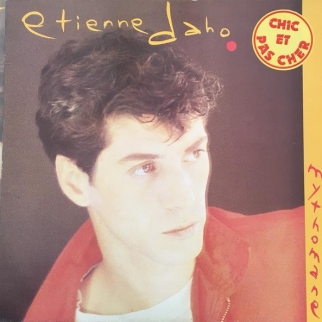 etienne daho
CHIC
ET
PAS CHER